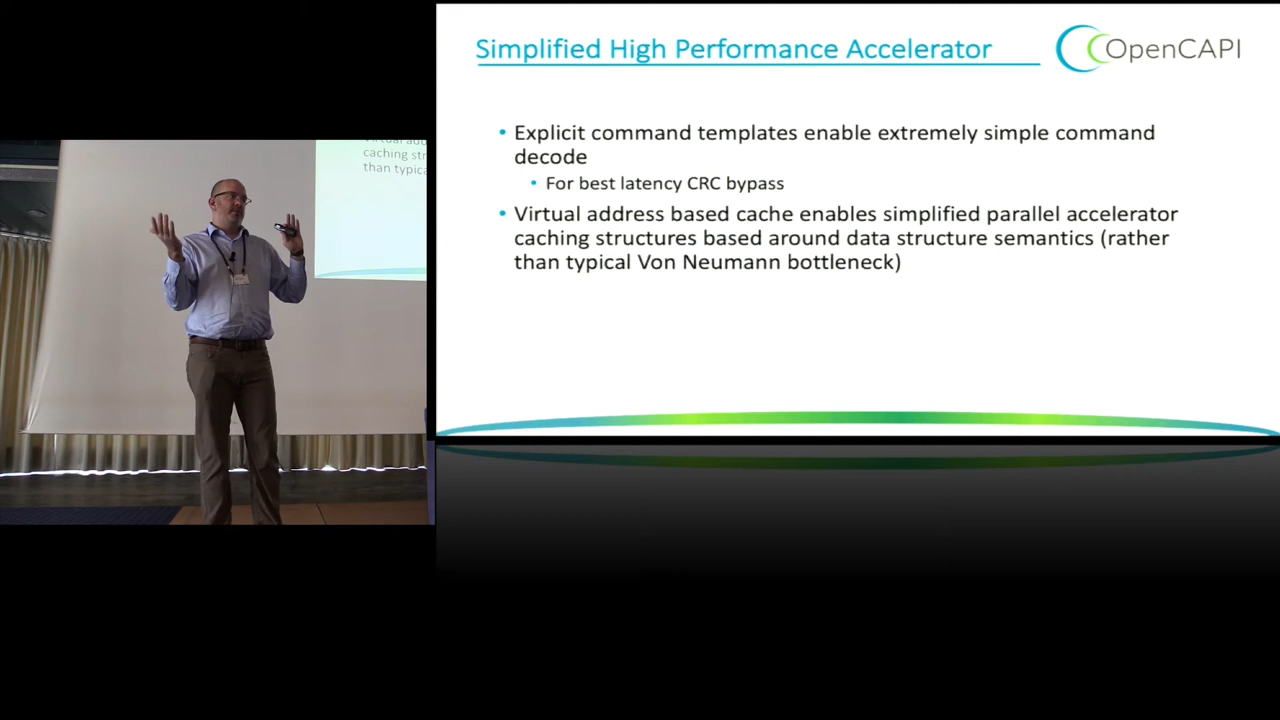 Simplified High Performance Accelerator
OpenCAPI
• Explicit command templates enable extremely simple command
decode
• For best latency CRC bypass
• Virtual address based cache enables simplified parallel accelerator
caching structures based around data structure semantics (rather
than typical Von Neumann bottleneck)
caching str
than typica